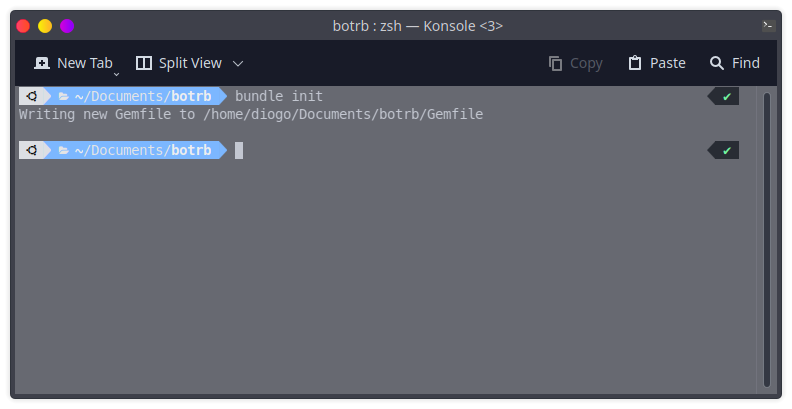 botrb : zsh — Konsole <3>
New Tab Split View Copy Paste Find
~/Documents/botrb bundle init ✔
Writing new Gemfile to /home/diogo/Documents/botrb/Gemfile
~/Documents/botrb ✔